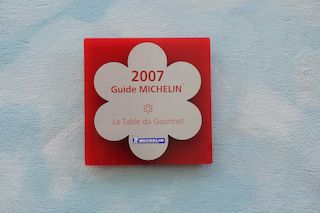 2007
Guide MICHELIN
La Table du Gourmet
MICHELIN